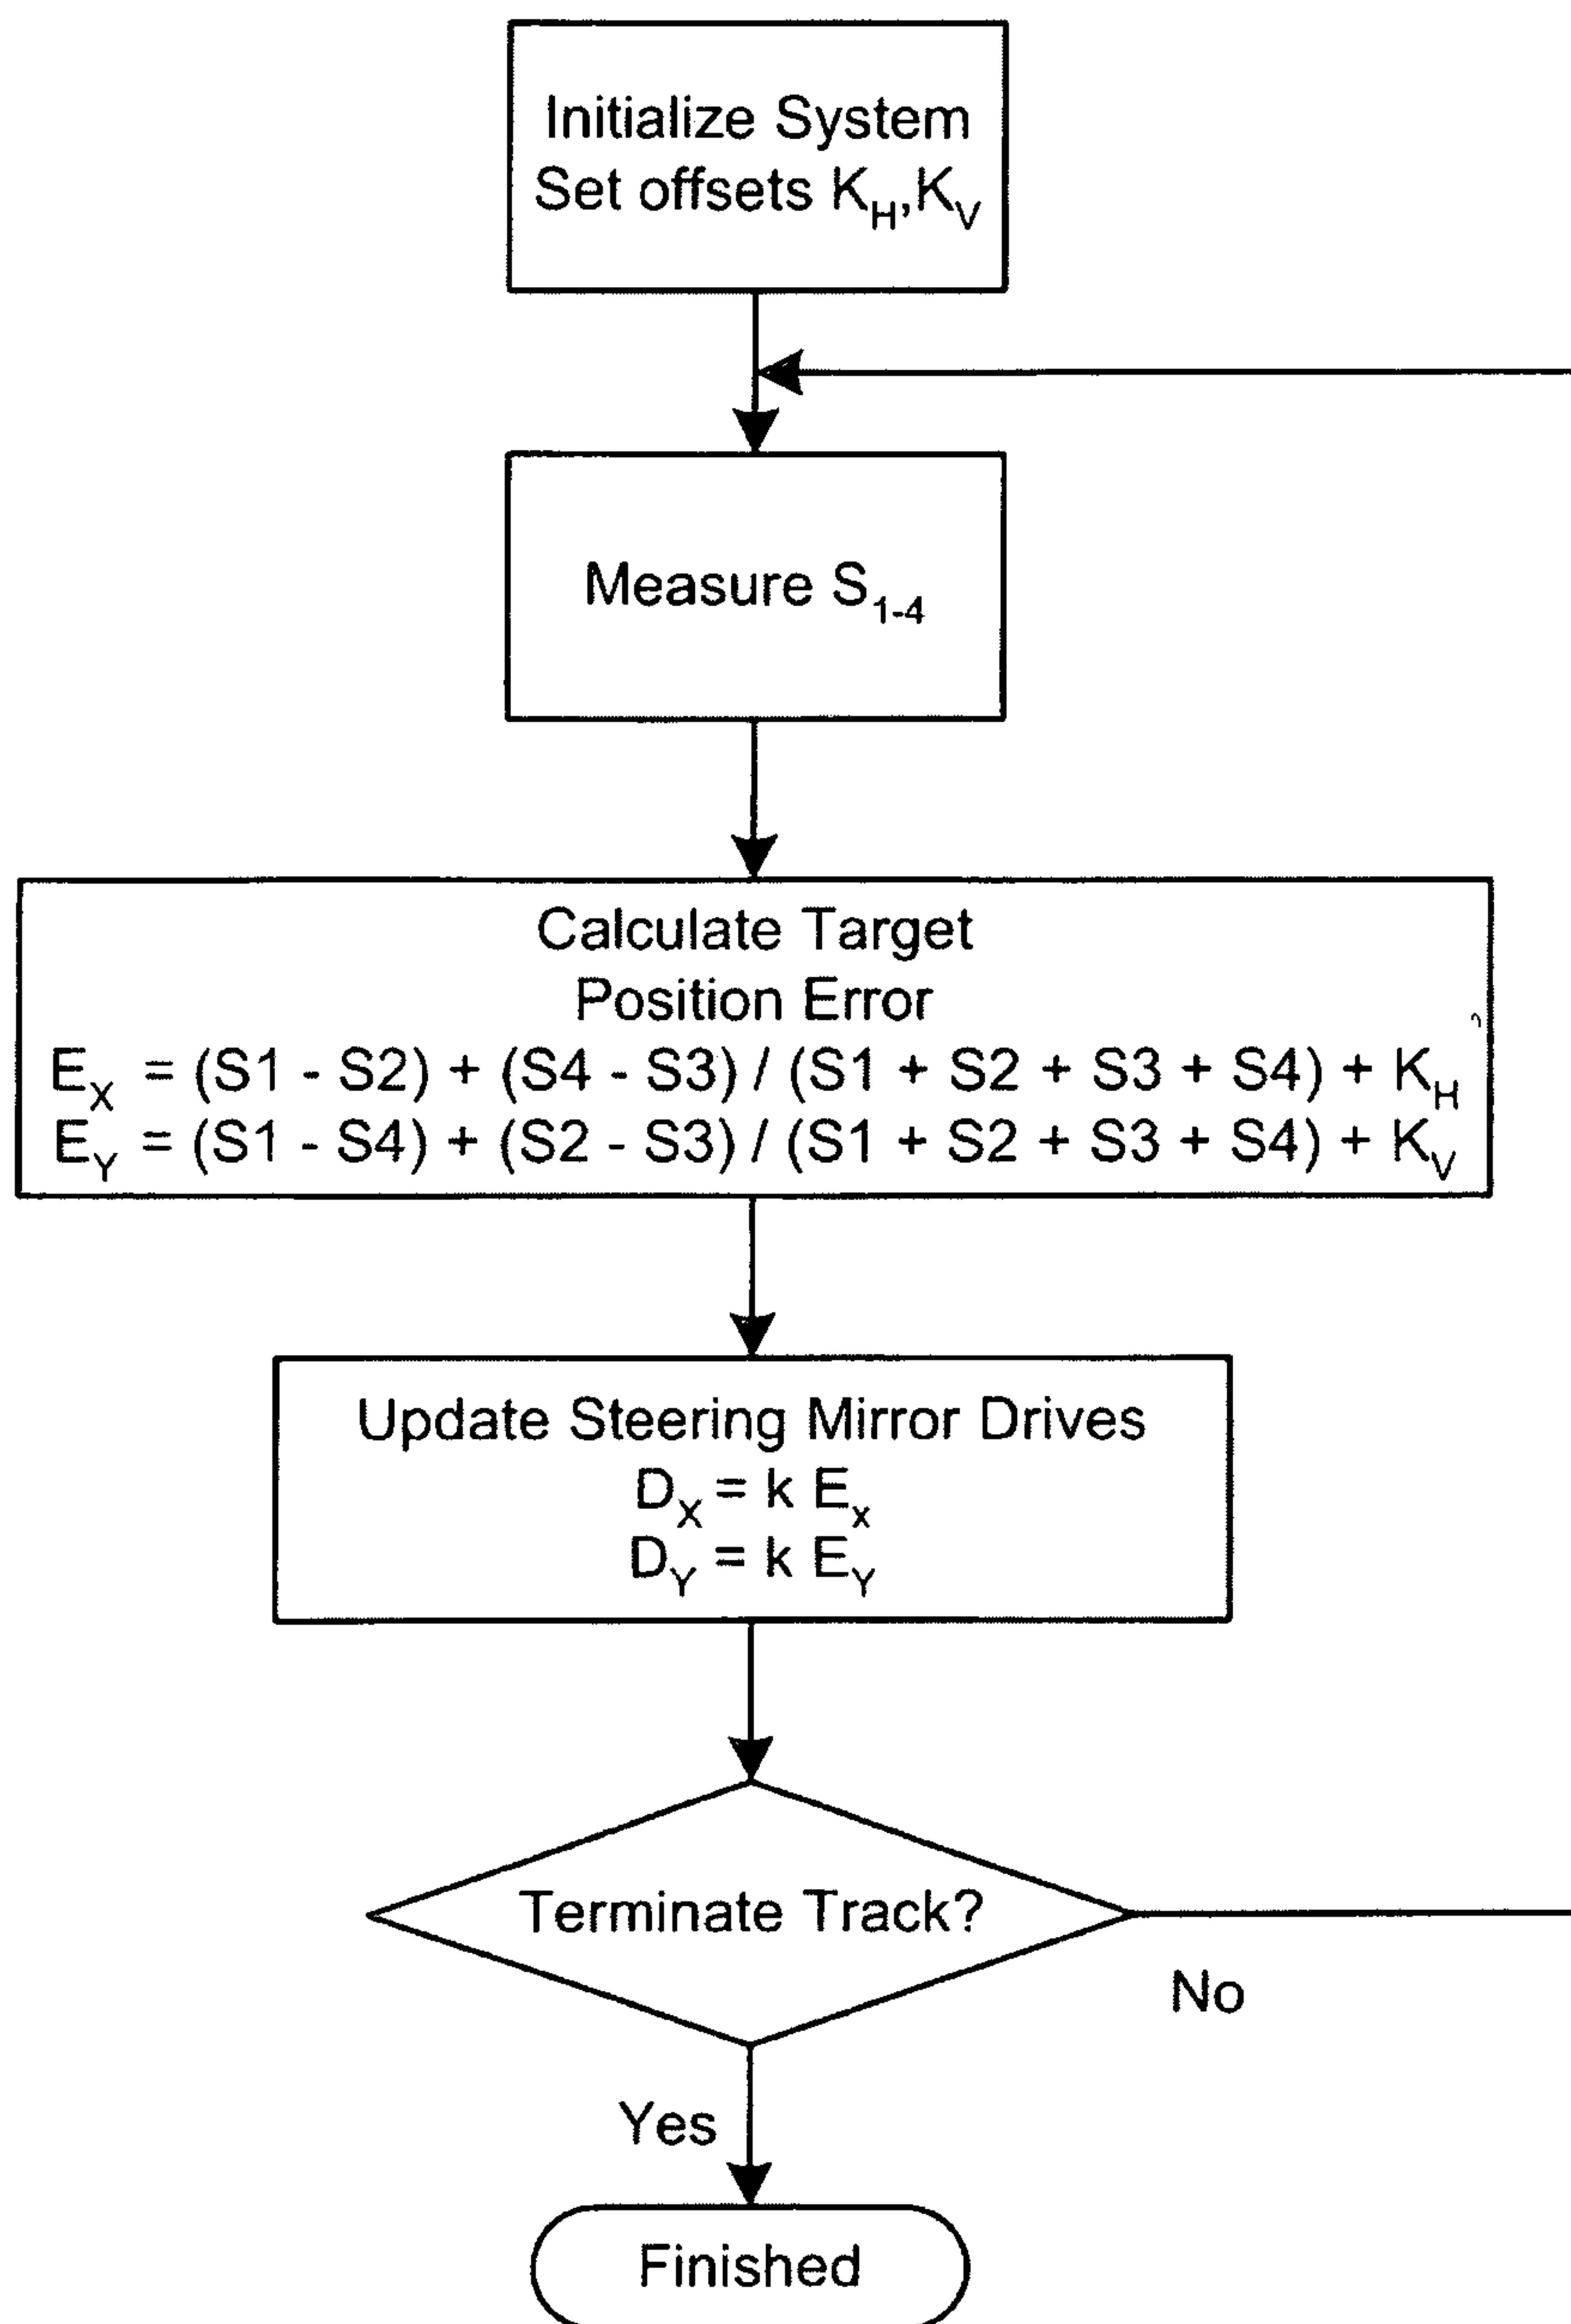 Initialize System
Set offsets K_H, K_V
Measure S_1-4
Calculate Target
Position Error
E_X = (S1 - S2) + (S4 - S3) / (S1 + S2 + S3 + S4) + K_H
E_Y = (S1 - S4) + (S2 - S3) / (S1 + S2 + S3 + S4) + K_V
Update Steering Mirror Drives
D_X = k E_x
D_Y = k E_Y
Terminate Track?
No
Yes
Finished